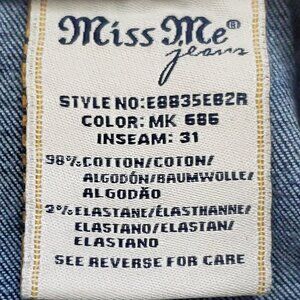 Miss Me®
jeans
STYLE NO:E8835E82R
COLOR: MK 686
INSEAM: 31
98% COTTON/COTON/
ALGODÓN/BAUMWOLLE/
ALGODÃO
2% ELASTANE/ÉLASTHANNE/
ELASTANO/ELASTAN/
ELASTANO
SEE REVERSE FOR CARE